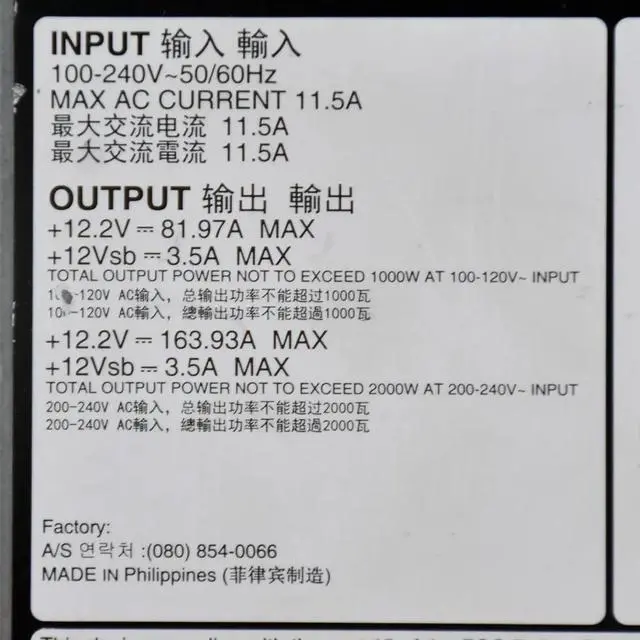 INPUT 输入 輸入
100-240V~50/60Hz
MAX AC CURRENT 11.5A
最大交流电流 11.5A
最大交流電流 11.5A
OUTPUT 输出 輸出
+12.2V⎓81.97A MAX
+12Vsb⎓3.5A MAX
TOTAL OUTPUT POWER NOT TO EXCEED 1000W AT 100-120V~ INPUT
100-120V AC输入, 总输出功率不能超过1000瓦
100-120V AC輸入, 總輸出功率不能超過1000瓦
+12.2V⎓163.93A MAX
+12Vsb⎓3.5A MAX
TOTAL OUTPUT POWER NOT TO EXCEED 2000W AT 200-240V~ INPUT
200-240V AC输入, 总输出功率不能超过2000瓦
200-240V AC輸入, 總輸出功率不能超過2000瓦
Factory:
A/S 연락처 :(080) 854-0066
MADE IN Philippines (菲律宾制造)